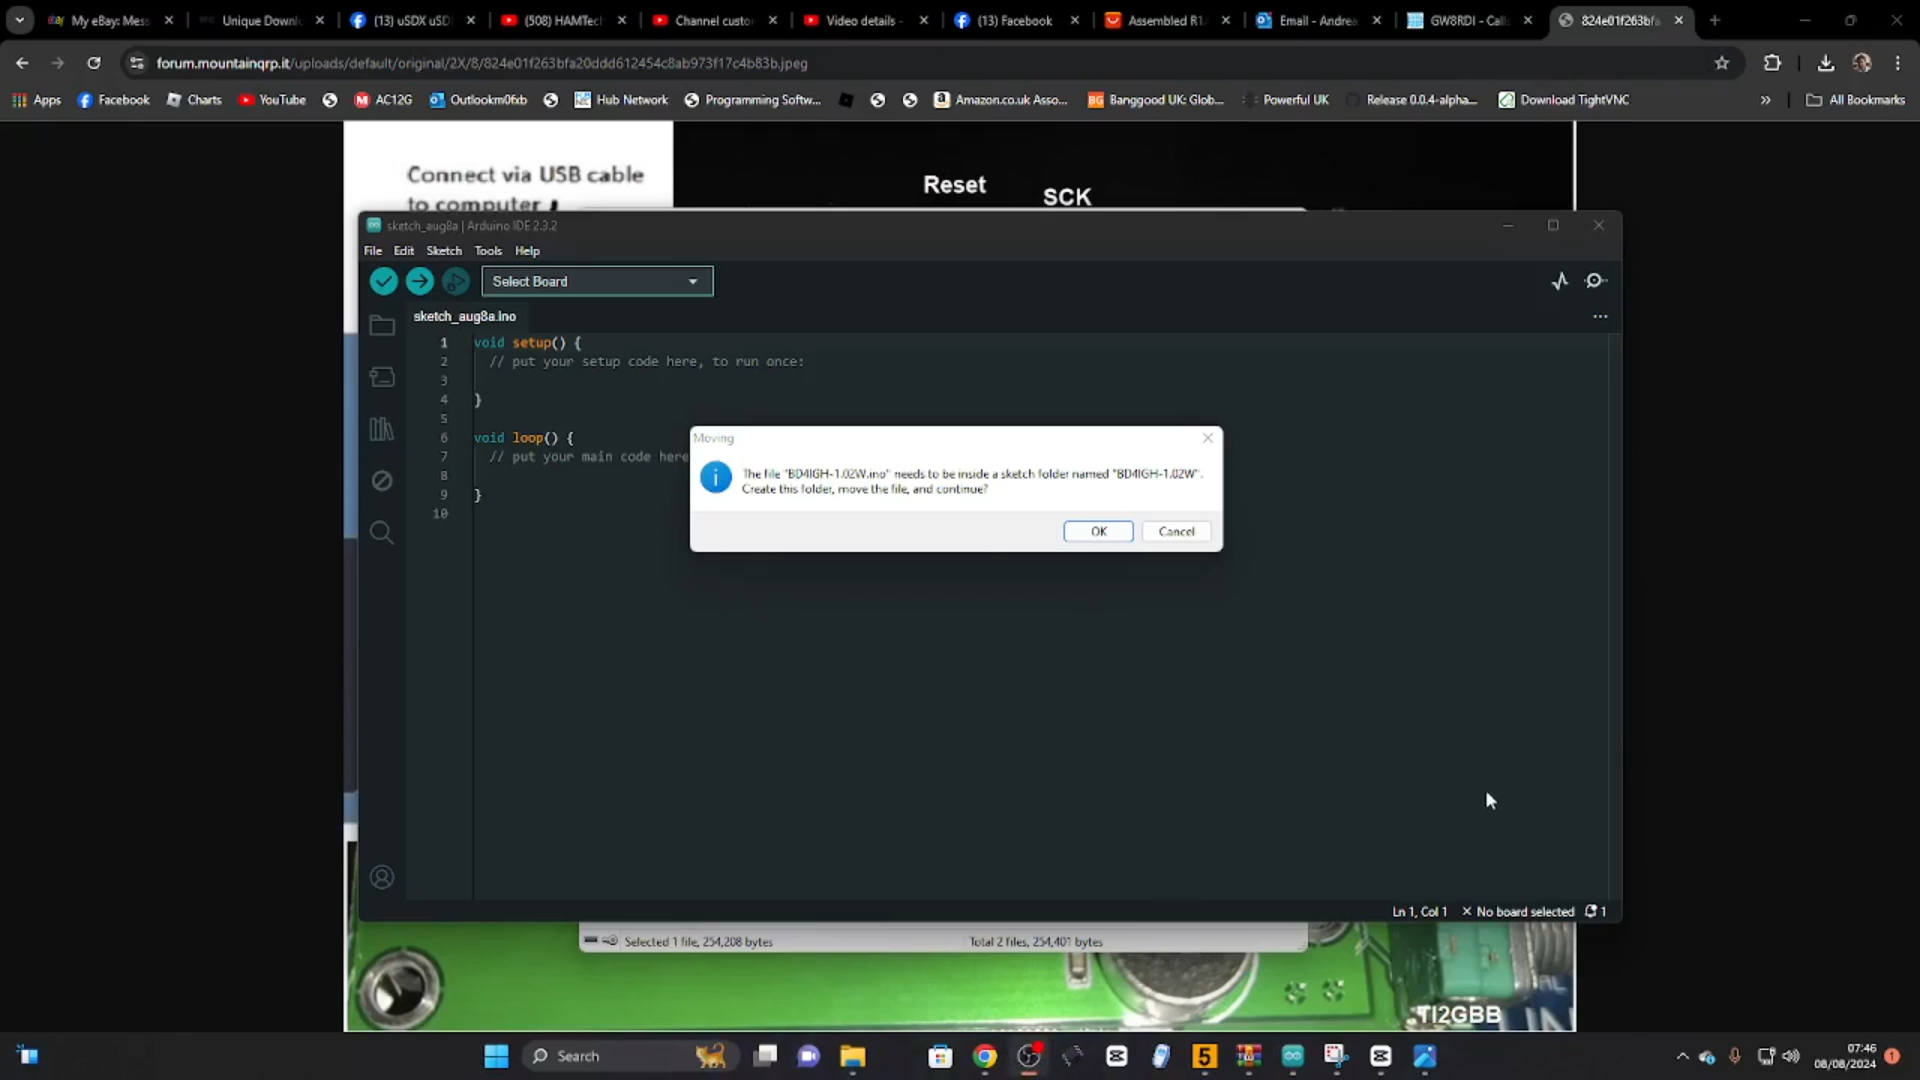 My eBay: Mess
Unique Downl
(13) uSDX uSD
(508) HAMTec
Channel custo
Video details -
(13) Facebook
Assembled R1
Email - Andrea
GW8RDI - Call
824e01f263bfa
forum.mountainqrp.it/uploads/default/original/2X/8/824e01f263bfa20ddd612454c8ab973f17c4b83b.jpeg
Apps
Facebook
Charts
YouTube
AC12G
Outlookm0fxb
Hub Network
Programming Softw...
Amazon.co.uk Asso...
Banggood UK: Glob...
Powerful UK
Release 0.0.4-alpha...
Download TightVNC
All Bookmarks
Connect via USB cable
to computer
Reset
SCK
sketch_aug8a | Arduino IDE 2.3.2
File Edit Sketch Tools Help
Select Board
sketch_aug8a.ino
1 void setup() {
2 // put your setup code here, to run once:
3
4 }
5
6 void loop() {
7 // put your main code here
8
9 }
10
Moving
The file "BD4IGH-1.02W.ino" needs to be inside a sketch folder named "BD4IGH-1.02W".
Create this folder, move the file, and continue?
OK
Cancel
Ln 1, Col 1
No board selected
1
Selected 1 file, 254,208 bytes
Total 2 files, 254,401 bytes
TI2GBB
Search
5
07:46
08/08/2024
1